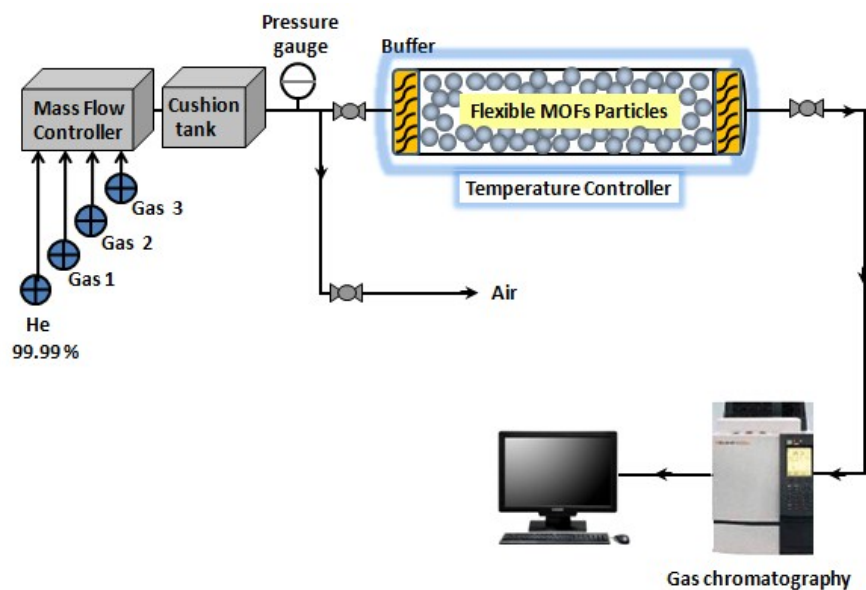 Pressure
gauge
Buffer
Mass Flow
Controller
Cushion
tank
Flexible MOFs Particles
Temperature Controller
Gas 3
Gas 2
Gas 1
He
99.99%
Air
Gas chromatography